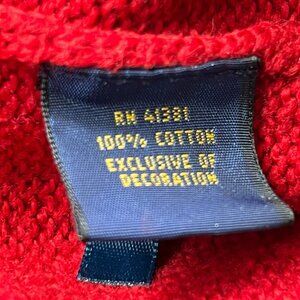 RN 41381
100% COTTON
EXCLUSIVE OF
DECORATION